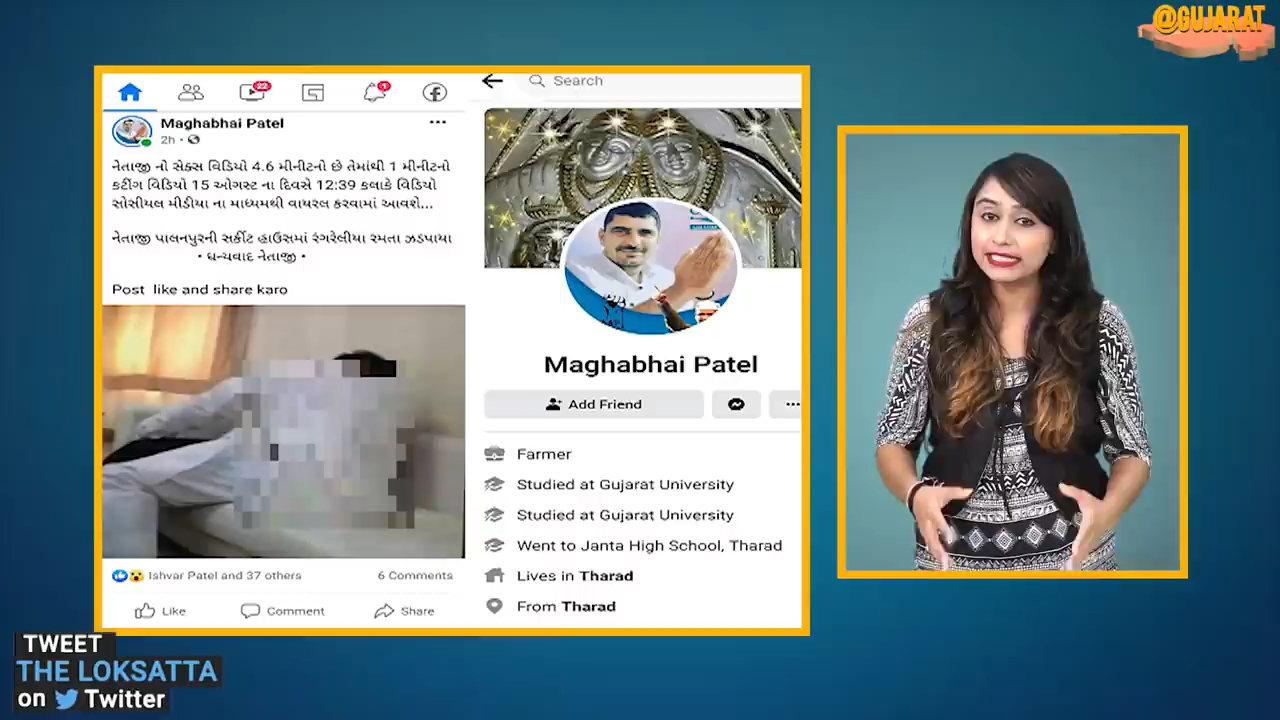 @GUJARAT
22
1
Maghabhai Patel
2h
નેતાજી નો સેક્સ વિડિયો 4.6 મીનીટનો છે તેમાંથી 1 મીનીટનો
કટીંગ વિડિયો 15 ઓગસ્ટ ના દિવસે 12:39 કલાકે વિડિયો
સોસીયલ મીડીયા ના માધ્યમથી વાયરલ કરવામાં આવશે...
નેતાજી પાલનપુરની સર્કીટ હાઉસમાં રંગરેલીયા રમતા ઝડપાયા
• ધન્યવાદ નેતાજી •
Post like and share karo
Ishvar Patel and 37 others
6 Comments
Like
Comment
Share
Search
Maghabhai Patel
Add Friend
Farmer
Studied at Gujarat University
Studied at Gujarat University
Went to Janta High School, Tharad
Lives in Tharad
From Tharad
TWEET
THE LOKSATTA
on Twitter